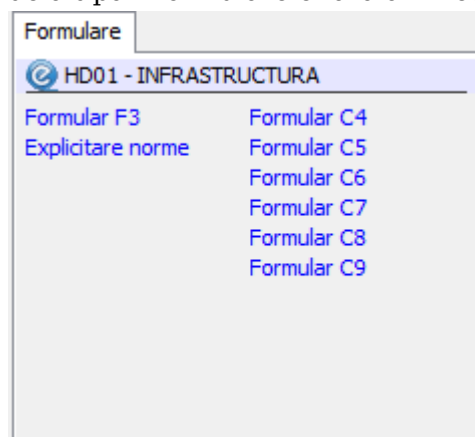 Formulare
HD01 - INFRASTRUCTURA
Formular F3
Explicitare norme
Formular C4
Formular C5
Formular C6
Formular C7
Formular C8
Formular C9